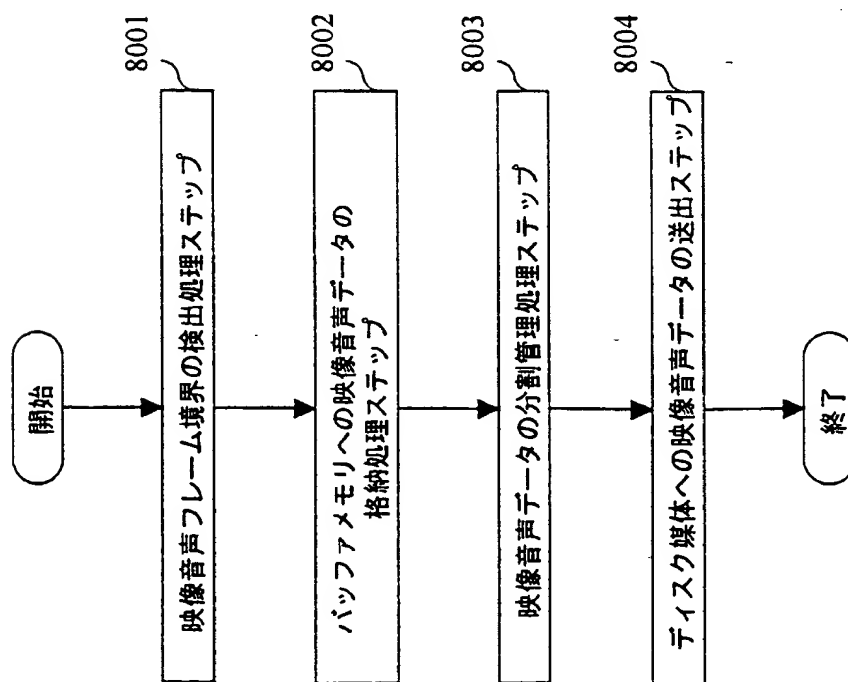 開始
8001
映像音声フレーム境界の検出処理ステップ
8002
バッファメモリへの映像音声データの
格納処理ステップ
8003
映像音声データの分割管理処理ステップ
8004
ディスク媒体への映像音声データの送出ステップ
終了